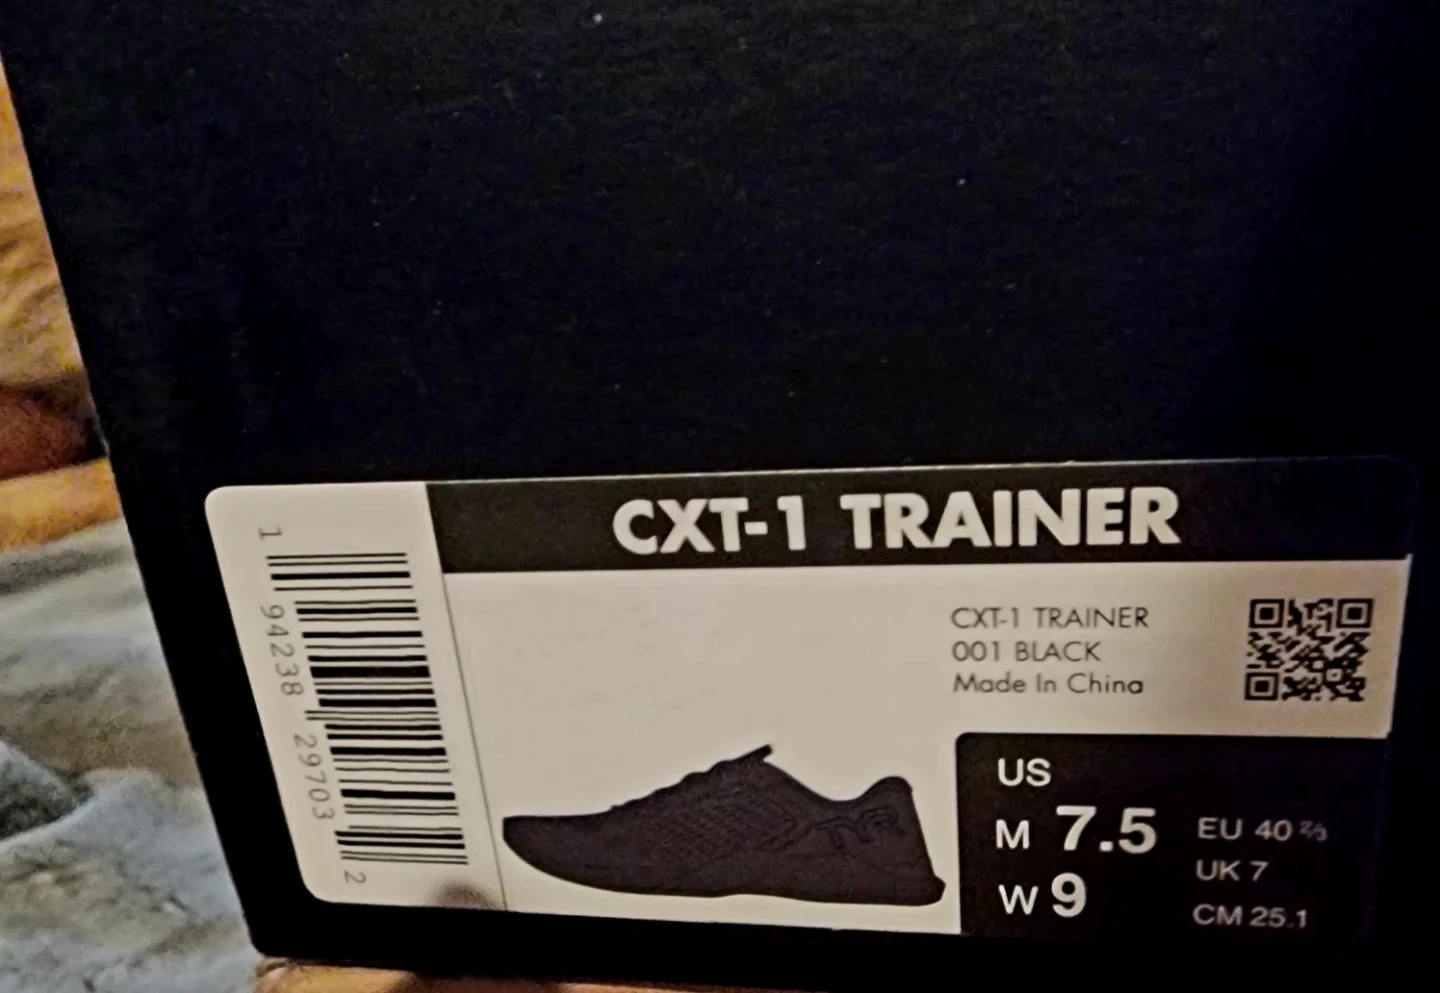 CXT-1 TRAINER
1 94238 29703 2
CXT-1 TRAINER
001 BLACK
Made In China
TYR
US
M 7.5
W 9
EU 40 ⅔
UK 7
CM 25.1